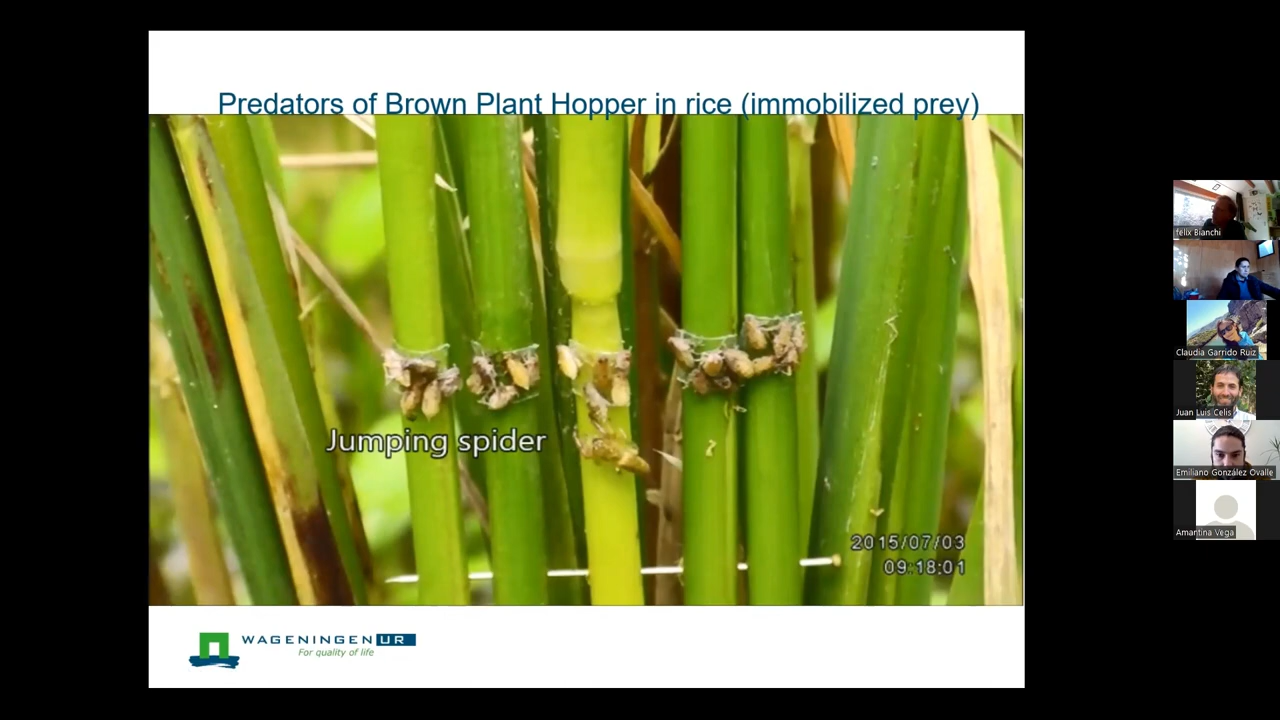 Predators of Brown Plant Hopper in rice (immobilized prey)
Jumping spider
2015/07/03
09:18:01
WAGENINGEN UR
For quality of life
felix Bianchi
Claudia Garrido Ruiz
Juan Luis Celis
Emiliano González Ovalle
Amantina Vega